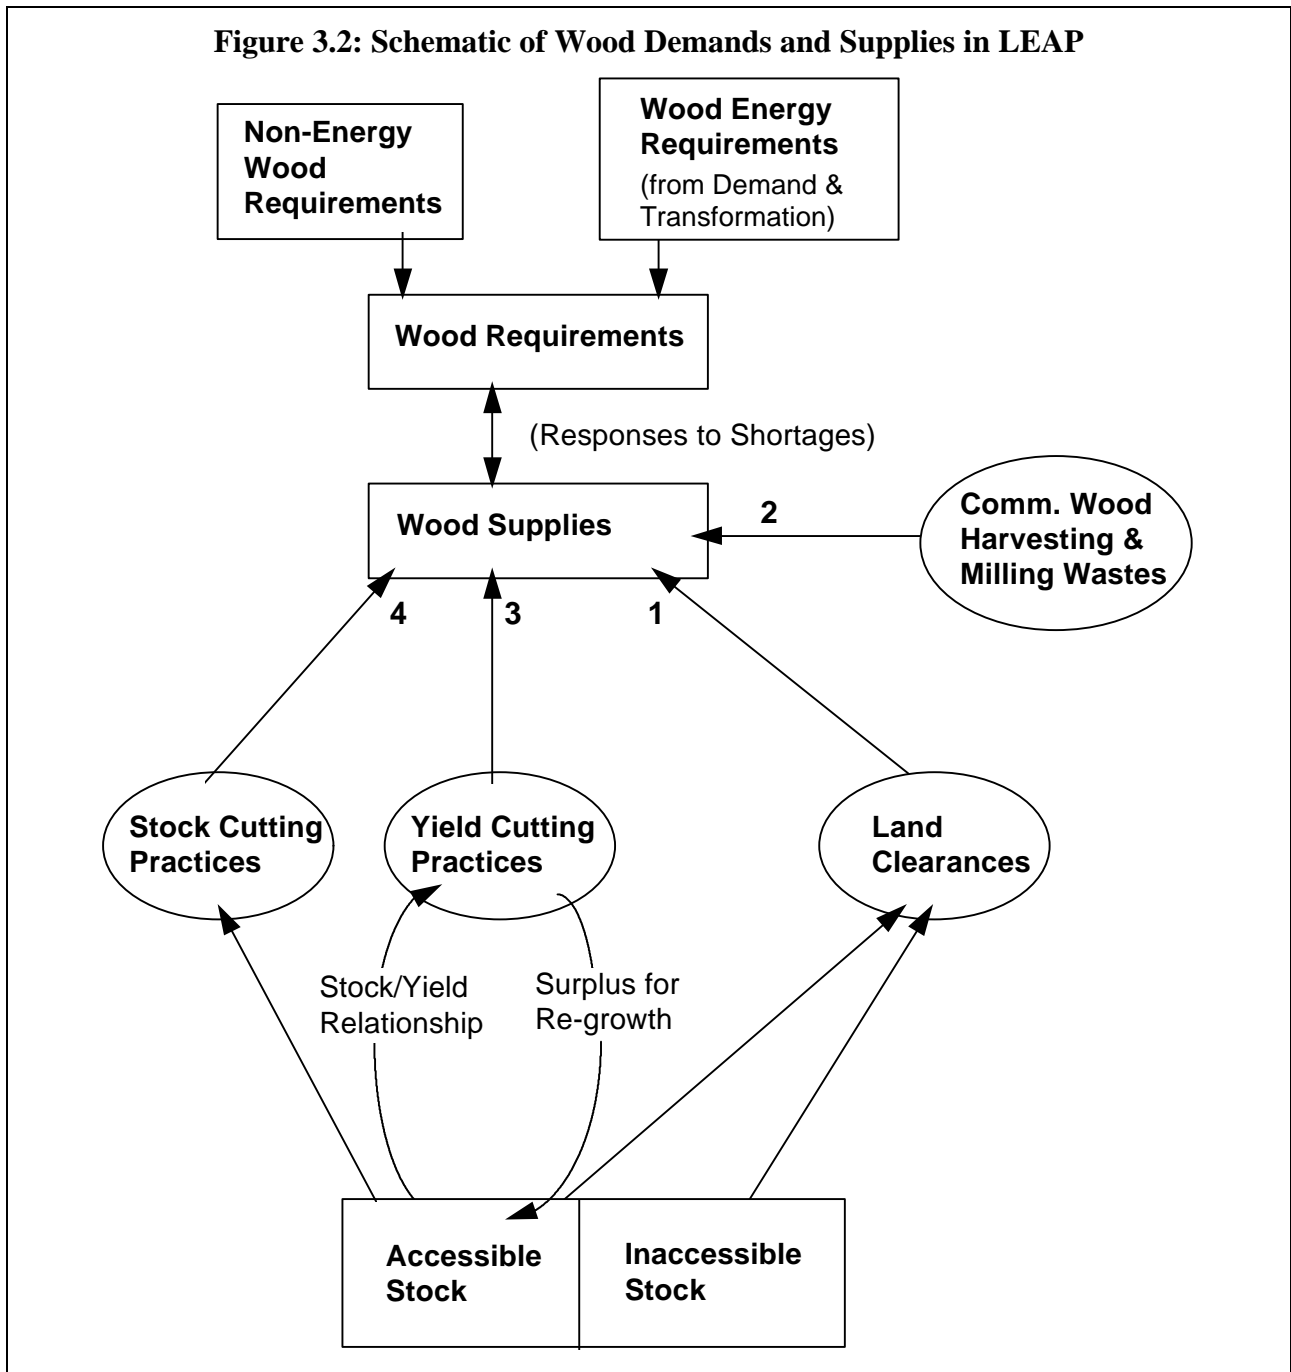 Figure 3.2: Schematic of Wood Demands and Supplies in LEAP
Non-Energy
Wood
Requirements
Wood Energy
Requirements
(from Demand &
Transformation)
Wood Requirements
(Responses to Shortages)
Wood Supplies
2
Comm. Wood
Harvesting &
Milling Wastes
4
3
1
Stock Cutting
Practices
Yield Cutting
Practices
Land
Clearances
Stock/Yield
Relationship
Surplus for
Re-growth
Accessible
Stock
Inaccessible
Stock